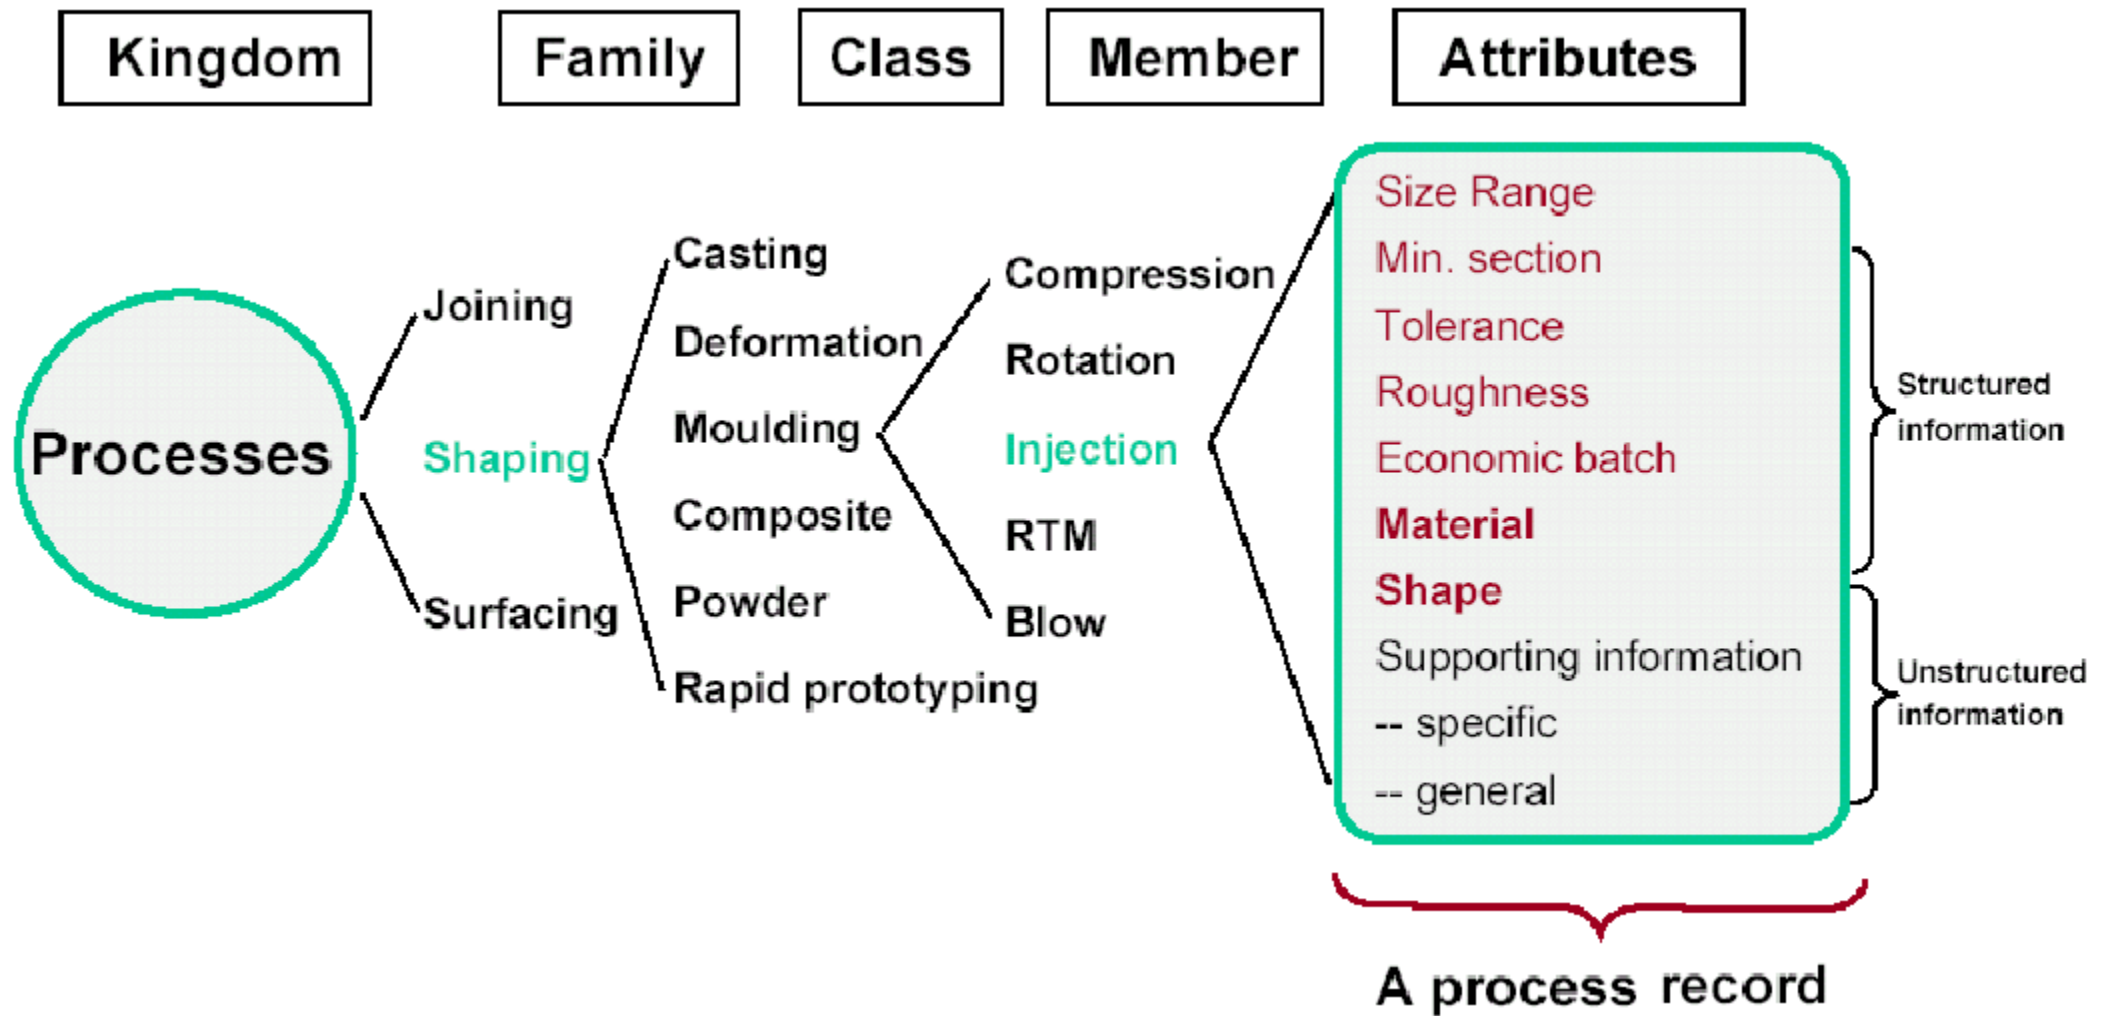 Kingdom
Family
Class
Member
Attributes
Processes
Joining
Shaping
Surfacing
Casting
Deformation
Moulding
Composite
Powder
Rapid prototyping
Compression
Rotation
Injection
RTM
Blow
Size Range
Min. section
Tolerance
Roughness
Economic batch
Material
Shape
Supporting information
-- specific
-- general
Structured
information
Unstructured
information
A process record